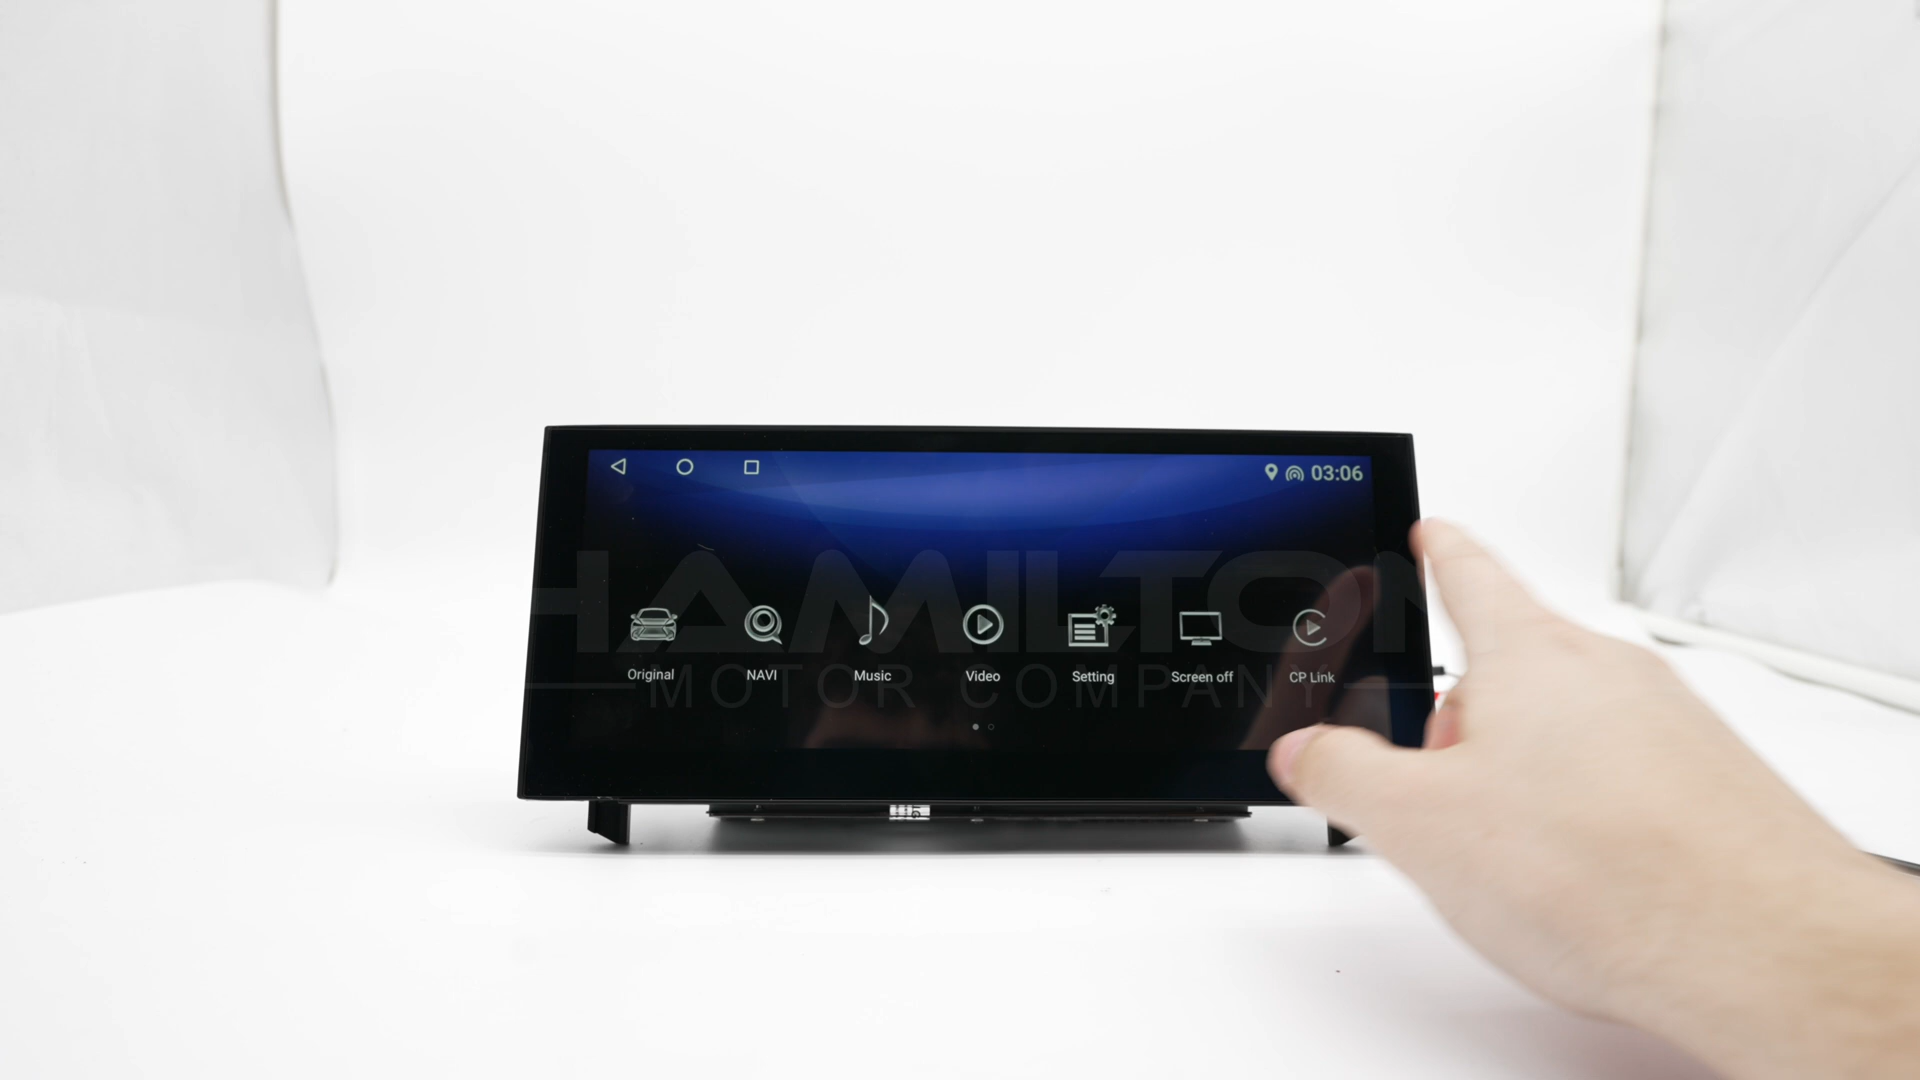 03:06
HAMILTON
Original NAVI Music Video Setting Screen off CP Link
MOTOR COMPANY